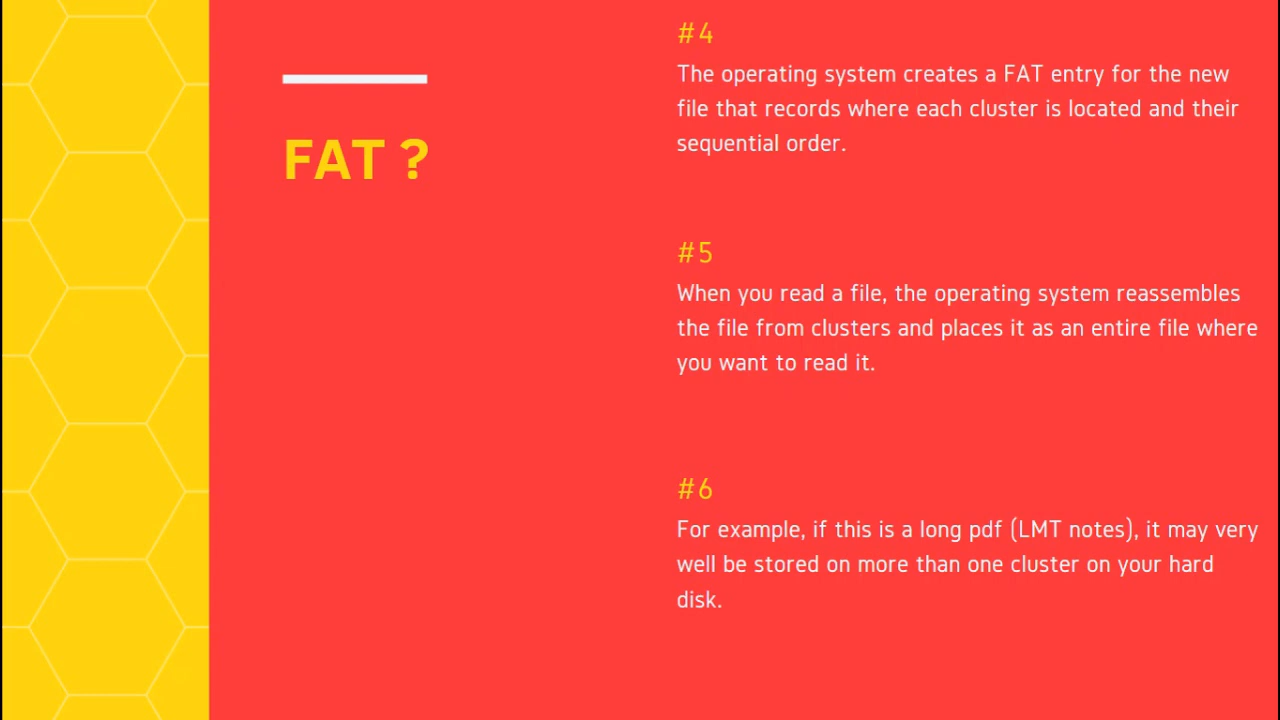 FAT ?
#4
The operating system creates a FAT entry for the new
file that records where each cluster is located and their
sequential order.
#5
When you read a file, the operating system reassembles
the file from clusters and places it as an entire file where
you want to read it.
#6
For example, if this is a long pdf (LMT notes), it may very
well be stored on more than one cluster on your hard
disk.